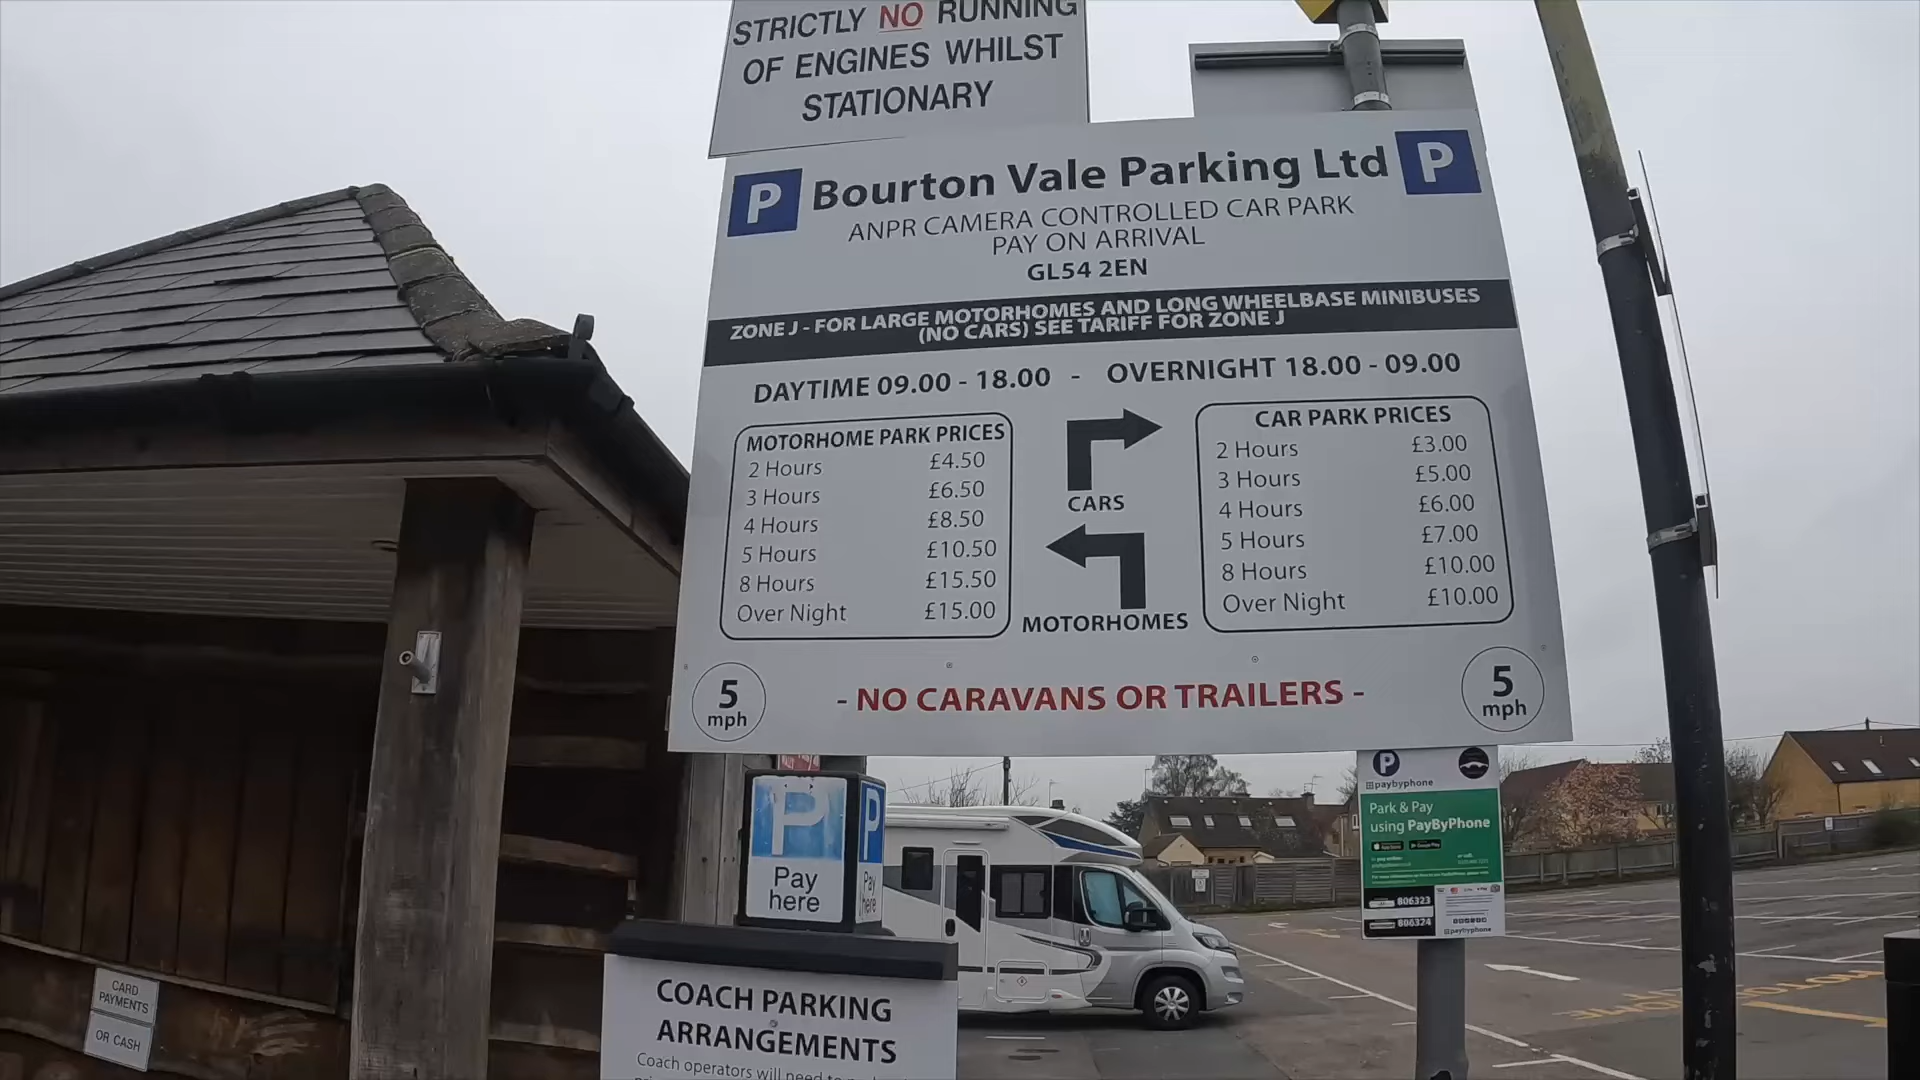 STRICTLY NO RUNNING
OF ENGINES WHILST
STATIONARY
P Bourton Vale Parking Ltd P
ANPR CAMERA CONTROLLED CAR PARK
PAY ON ARRIVAL
GL54 2EN
ZONE J - FOR LARGE MOTORHOMES AND LONG WHEELBASE MINIBUSES
(NO CARS) SEE TARIFF FOR ZONE J
DAYTIME 09.00 - 18.00 - OVERNIGHT 18.00 - 09.00
MOTORHOME PARK PRICES
2 Hours £4.50
3 Hours £6.50
4 Hours £8.50
5 Hours £10.50
8 Hours £15.50
Over Night £15.00
CARS
MOTORHOMES
CAR PARK PRICES
2 Hours £3.00
3 Hours £5.00
4 Hours £6.00
5 Hours £7.00
8 Hours £10.00
Over Night £10.00
5
mph
- NO CARAVANS OR TRAILERS -
5
mph
P
Pay
here
P
Pay
here
P
paybyphone
Park & Pay
using PayByPhone
806323
806324
paybyphone
CARD
PAYMENTS
OR CASH
COACH PARKING
ARRANGEMENTS
Coach operators will need to